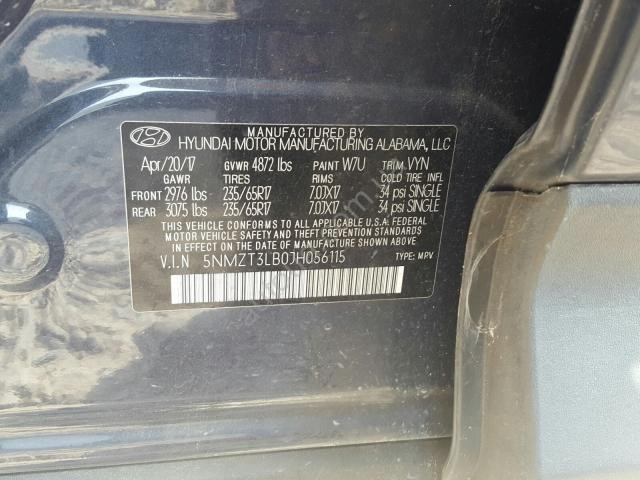 MANUFACTURED BY
HYUNDAI MOTOR MANUFACTURING ALABAMA, LLC
Apr/20/17 GVWR 4872 lbs PAINT W7U TRIM VYN
GAWR TIRES RIMS COLD TIRE INFL
FRONT 2976 lbs 235/65R17 7.0JX17 34 psi SINGLE
REAR 3075 lbs 235/65R17 7.0JX17 34 psi SINGLE
THIS VEHICLE CONFORMS TO ALL APPLICABLE U.S.A FEDERAL
MOTOR VEHICLE SAFETY AND THEFT PREVENTION STANDARDS
IN EFFECT ON THE DATE OF MANUFACTURE SHOWN ABOVE.
V.I.N 5NMZT3LB0JH056115 TYPE: MPV